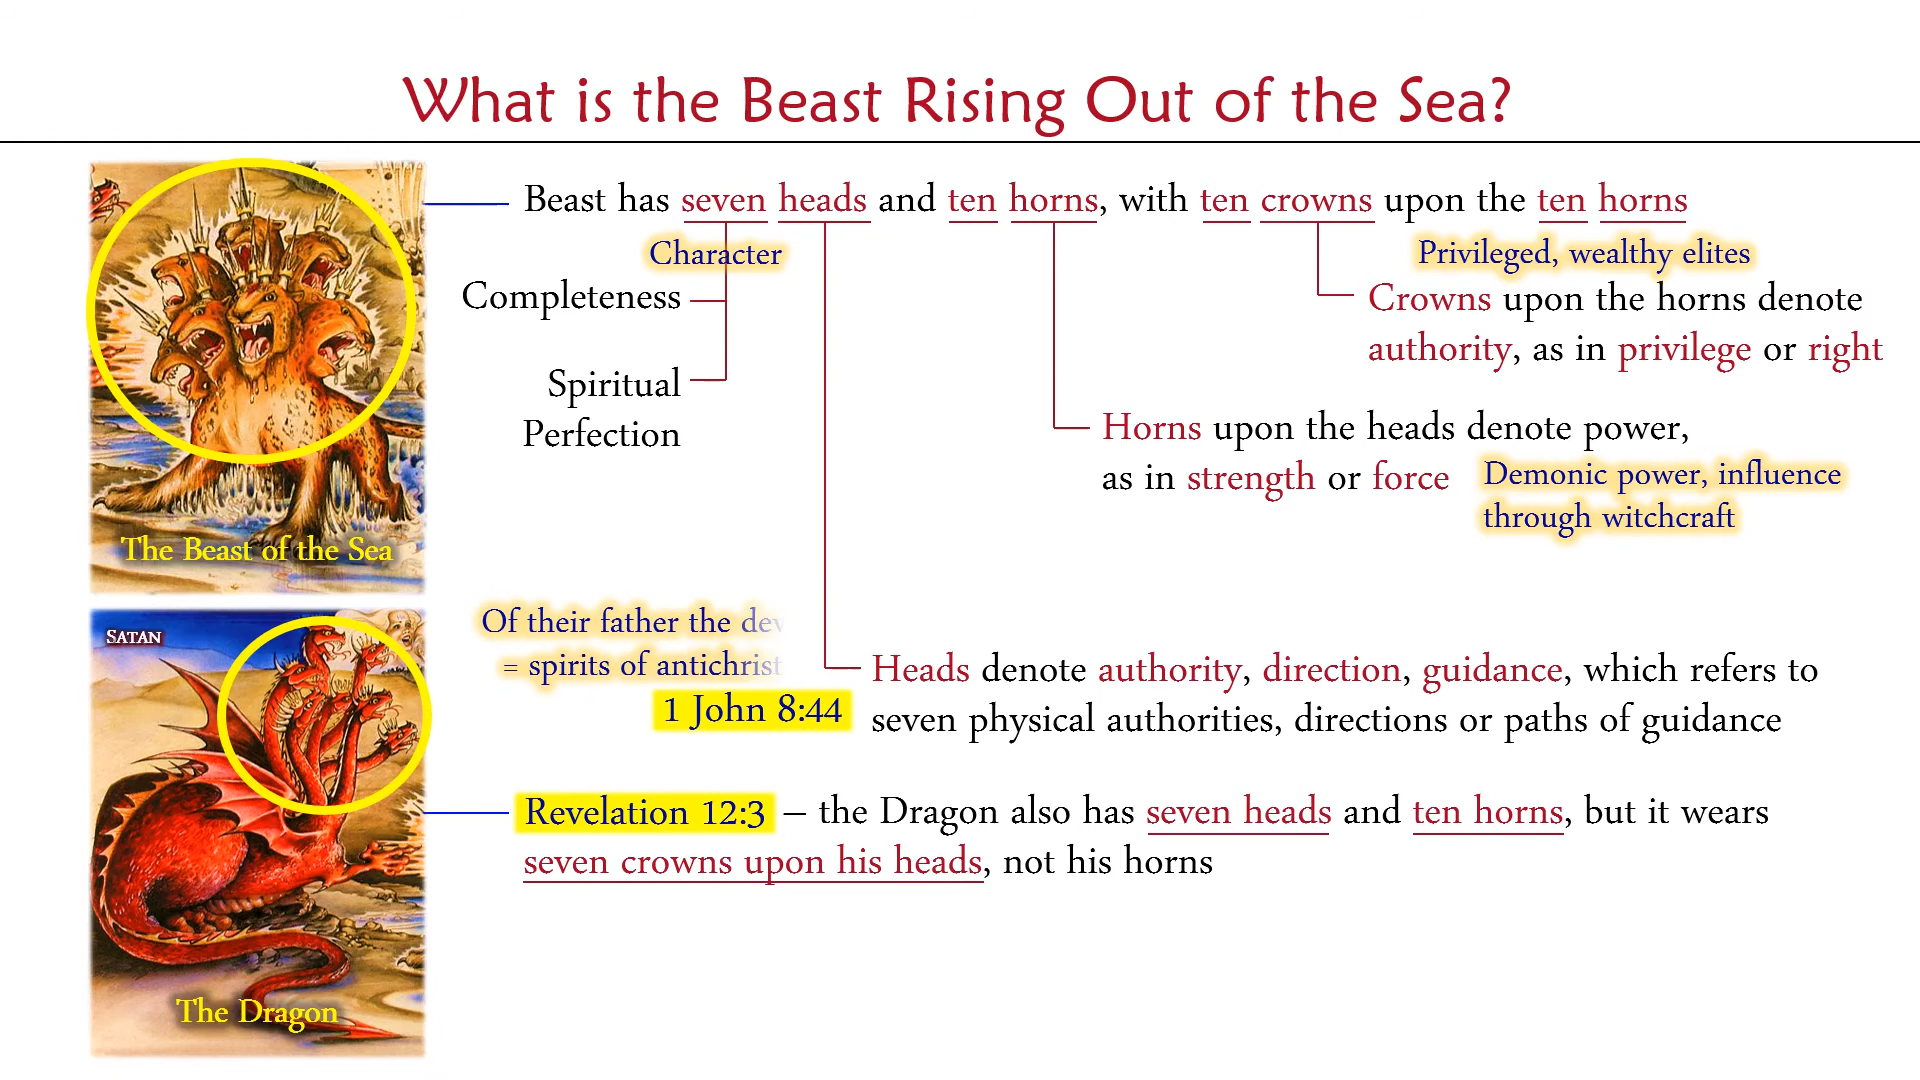 What is the Beast Rising Out of the Sea?
Beast has seven heads and ten horns, with ten crowns upon the ten horns
Character
Privileged, wealthy elites
Completeness
Crowns upon the horns denote
authority, as in privilege or right
Spiritual
Perfection
Horns upon the heads denote power,
as in strength or force
Demonic power, influence
through witchcraft
The Beast of the Sea
SATAN
Of their father the dev
= spirits of antichrist
1 John 8:44
Heads denote authority, direction, guidance, which refers to
seven physical authorities, directions or paths of guidance
Revelation 12:3 – the Dragon also has seven heads and ten horns, but it wears
seven crowns upon his heads, not his horns
The Dragon